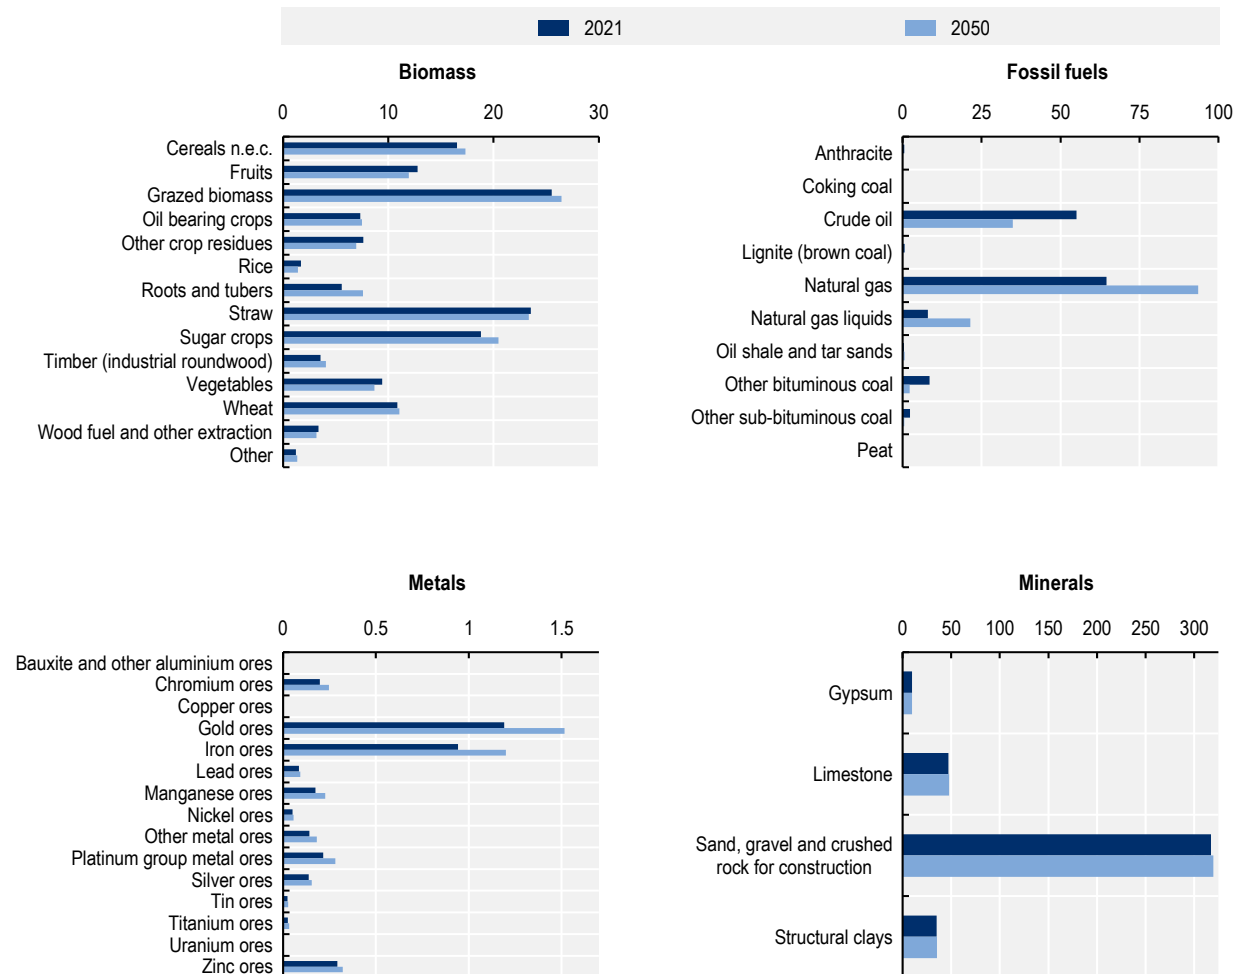 2021 2050
Biomass
0 10 20 30
Cereals n.e.c.
Fruits
Grazed biomass
Oil bearing crops
Other crop residues
Rice
Roots and tubers
Straw
Sugar crops
Timber (industrial roundwood)
Vegetables
Wheat
Wood fuel and other extraction
Other
Fossil fuels
0 25 50 75 100
Anthracite
Coking coal
Crude oil
Lignite (brown coal)
Natural gas
Natural gas liquids
Oil shale and tar sands
Other bituminous coal
Other sub-bituminous coal
Peat
Metals
0 0.5 1 1.5
Bauxite and other aluminium ores
Chromium ores
Copper ores
Gold ores
Iron ores
Lead ores
Manganese ores
Nickel ores
Other metal ores
Platinum group metal ores
Silver ores
Tin ores
Titanium ores
Uranium ores
Zinc ores
Minerals
0 50 100 150 200 250 300
Gypsum
Limestone
Sand, gravel and crushed
rock for construction
Structural clays